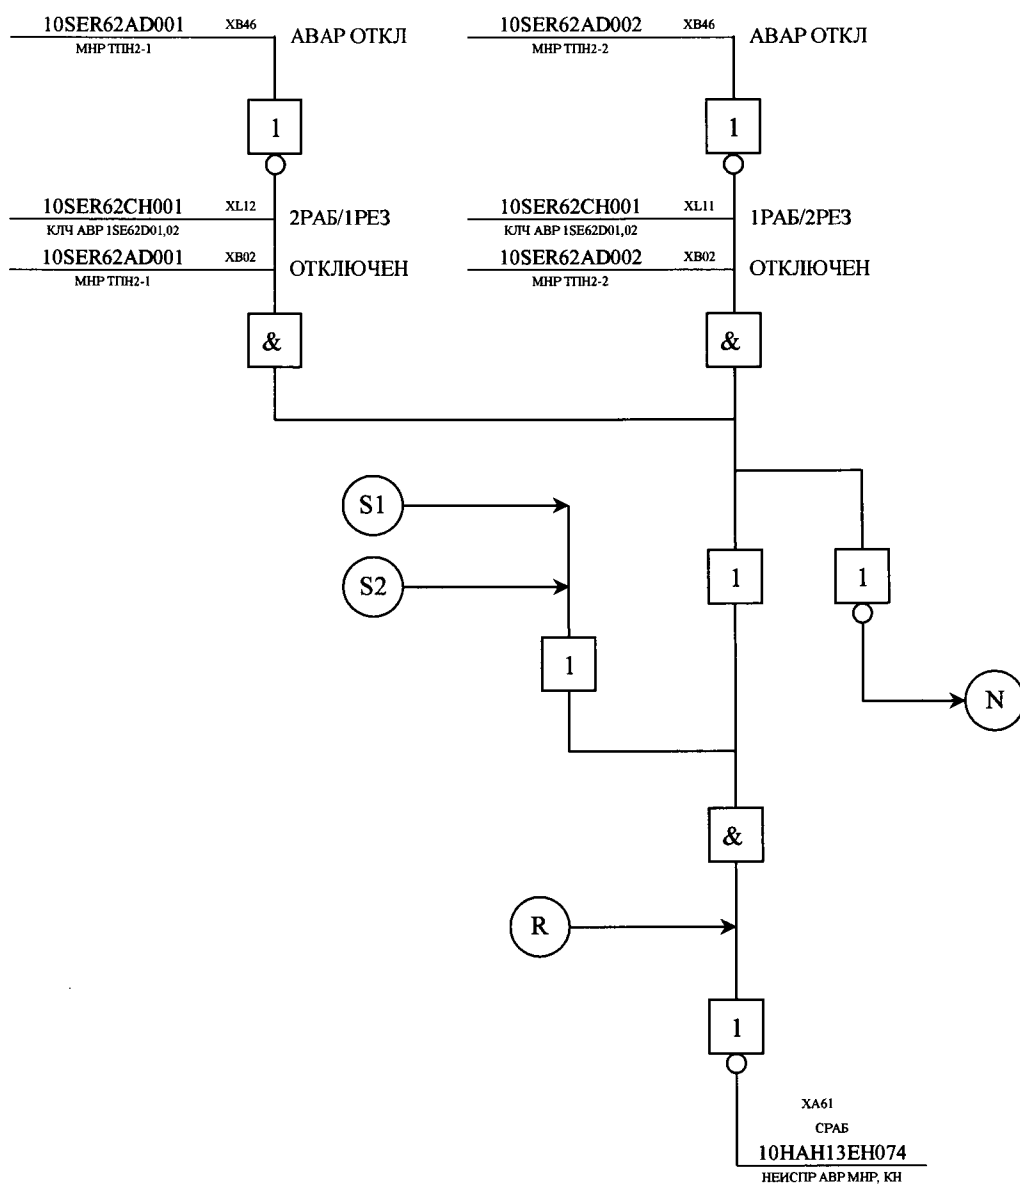 10SER62AD001 XB46 АВАР ОТКЛ
МНР ТПН2-1
10SER62AD002 XB46 АВАР ОТКЛ
МНР ТПН2-2
1
1
10SER62CH001 XL12 2РАБ/1РЕЗ
КЛЧ АВР 1SE62D01,02
10SER62CH001 XL11 1РАБ/2РЕЗ
КЛЧ АВР 1SE62D01,02
10SER62AD001 XB02 ОТКЛЮЧЕН
МНР ТПН2-1
10SER62AD002 XB02 ОТКЛЮЧЕН
МНР ТПН2-2
&
&
S1
S2
1
1
1
N
&
R
1
XA61
СРАБ
10HAH13EH074
НЕИСПР АВР МНР, КН